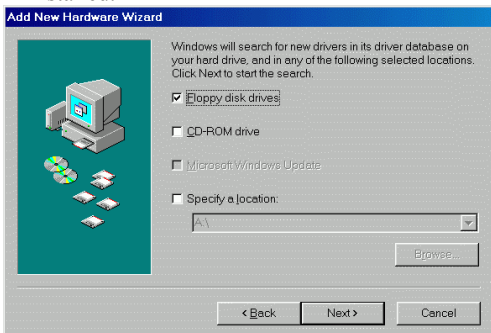 Add New Hardware Wizard
Windows will search for new drivers in its driver database on
your hard drive, and in any of the following selected locations.
Click Next to start the search.
Floppy disk drives
CD-ROM drive
Microsoft Windows Update
Specify a location:
A:\
Browse...
< Back
Next >
Cancel